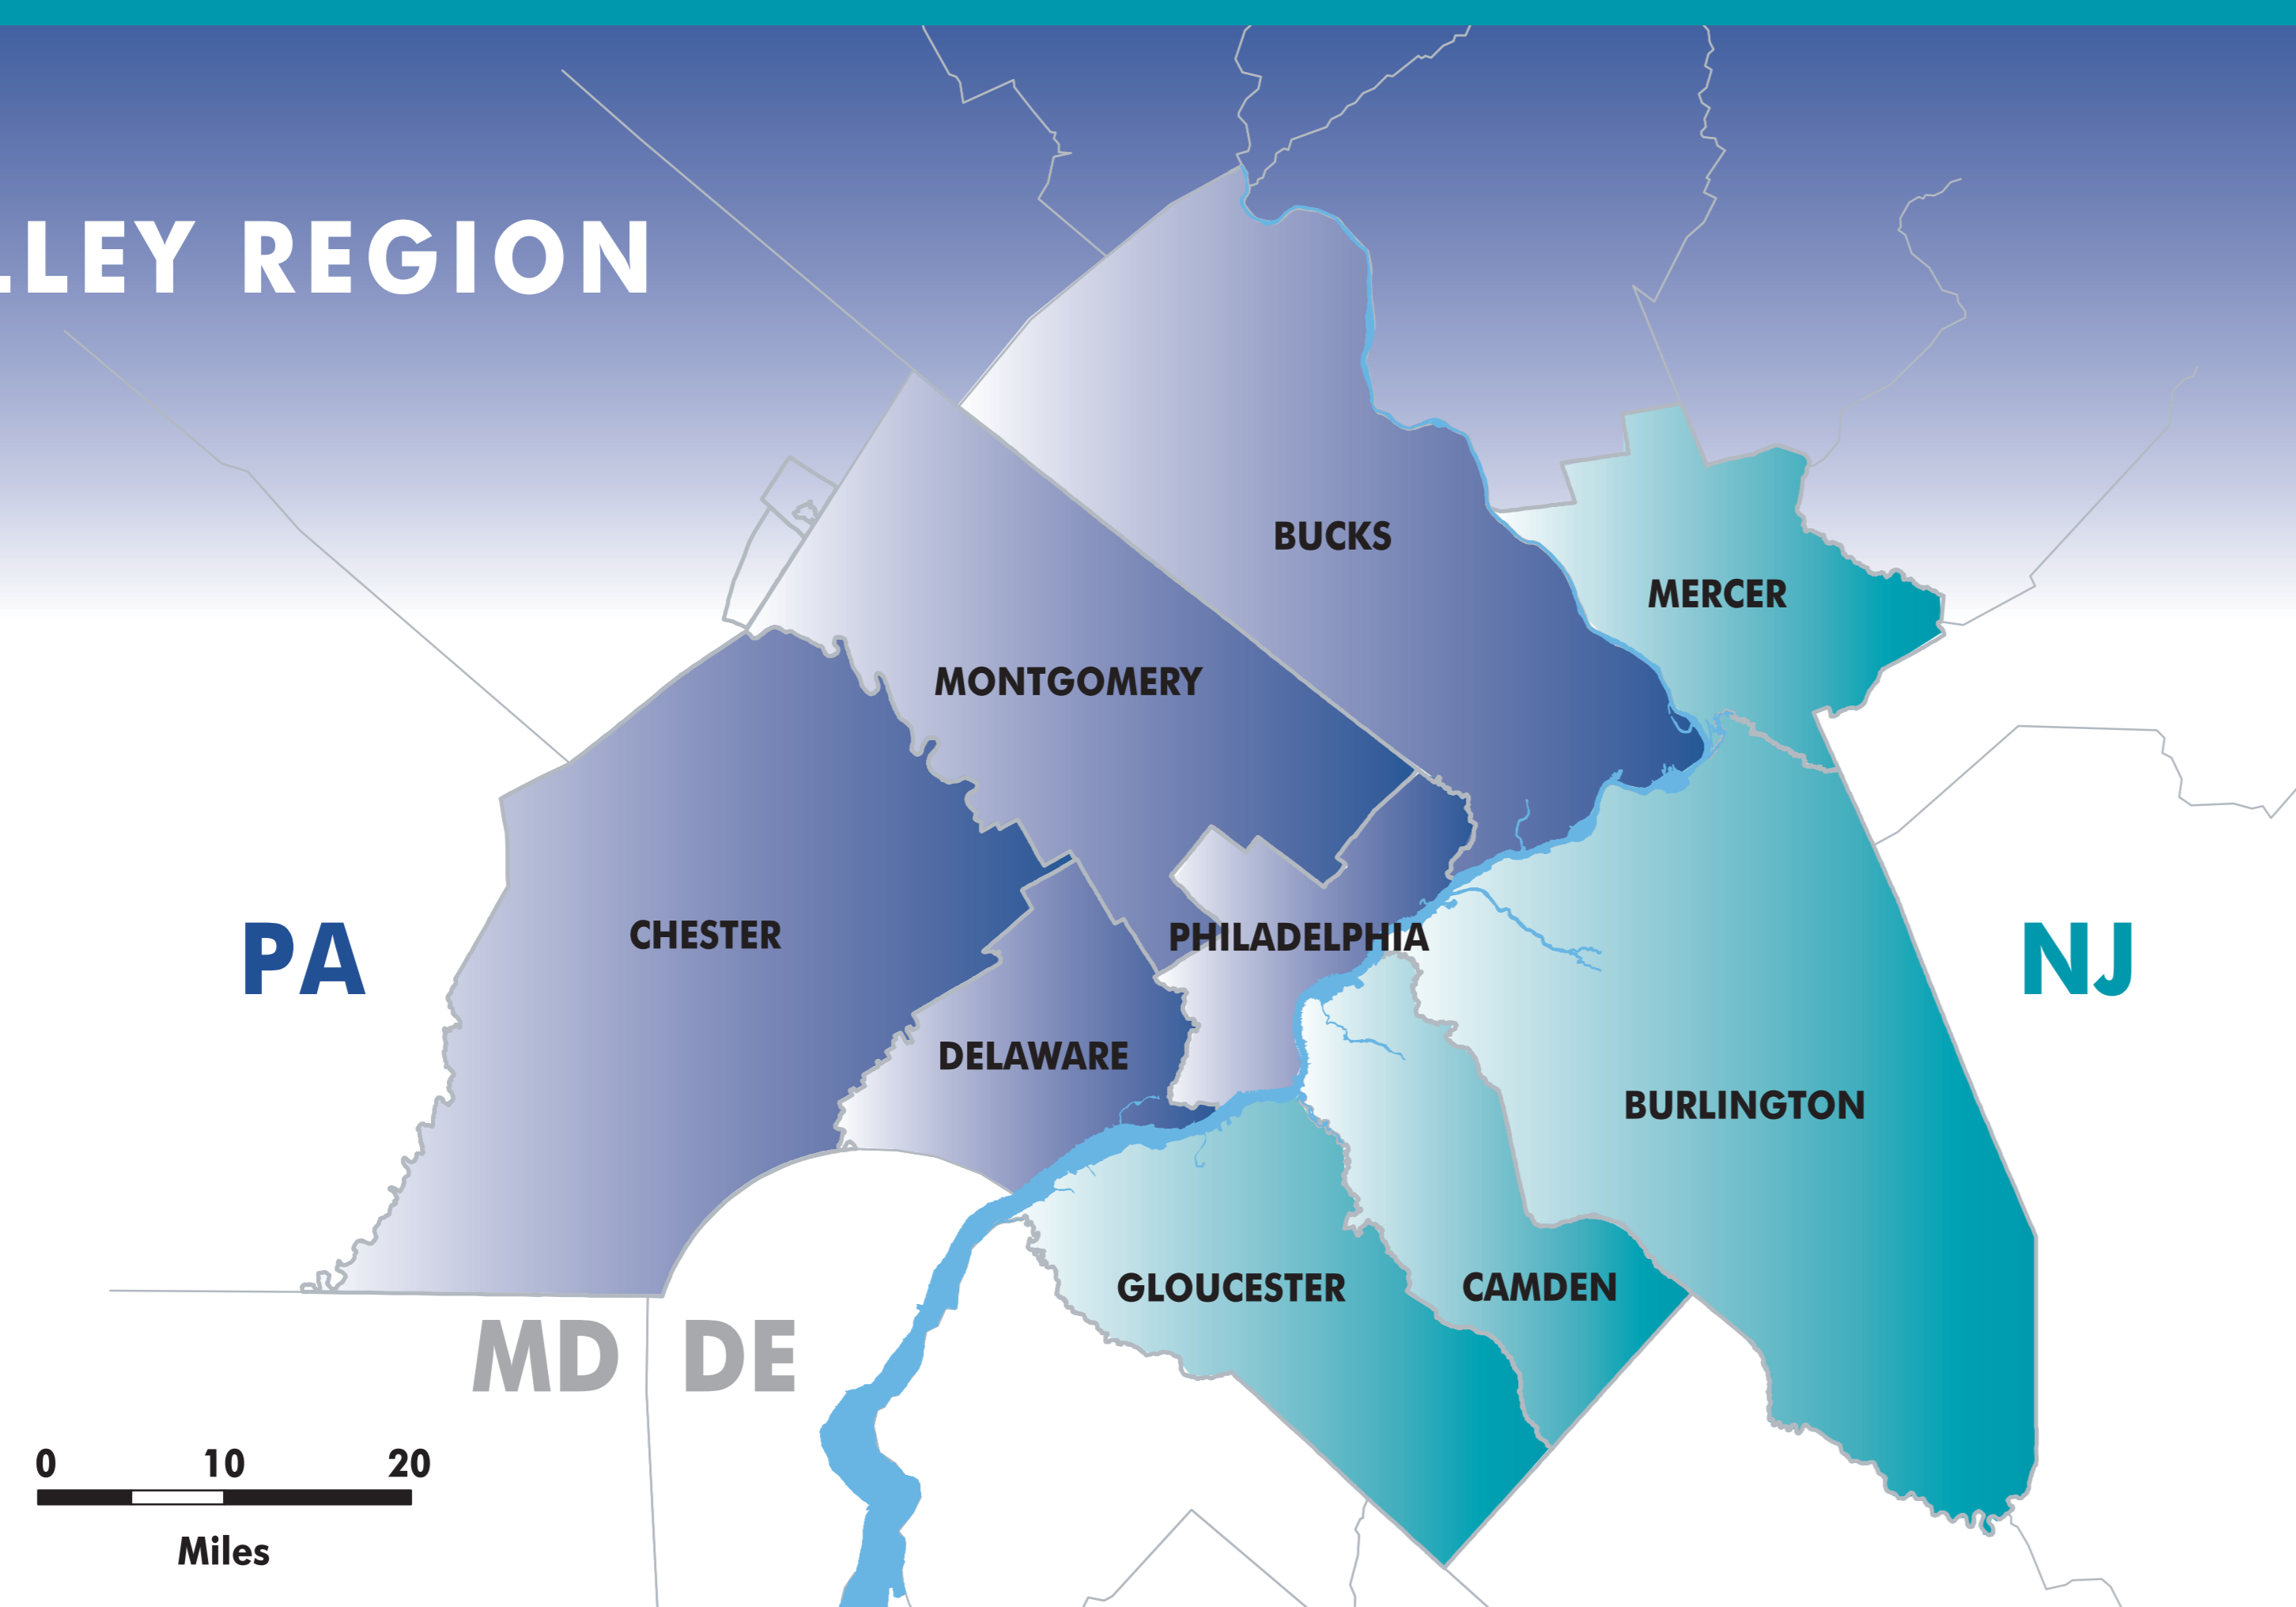 LLEY REGION
BUCKS
MERCER
MONTGOMERY
PA
CHESTER
PHILADELPHIA
NJ
DELAWARE
BURLINGTON
GLOUCESTER
CAMDEN
MD DE
0 10 20
Miles